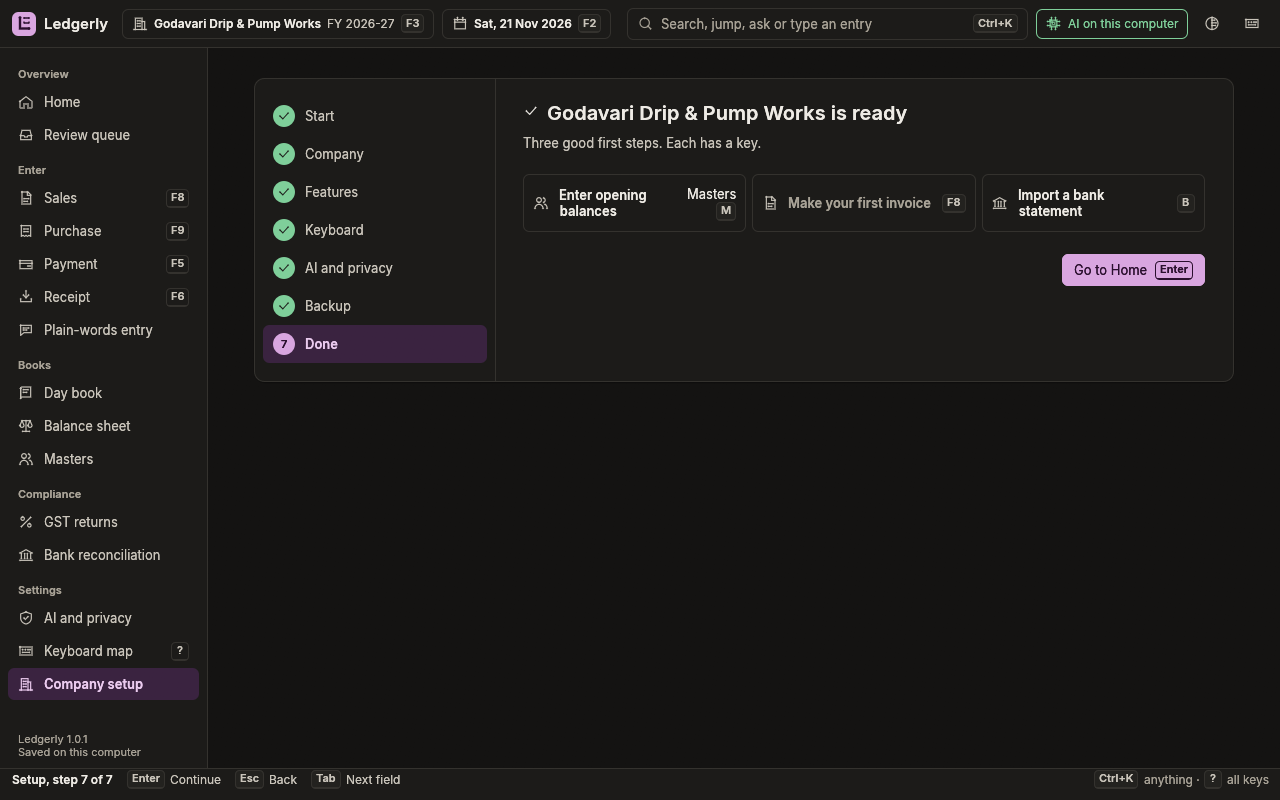 Ledgerly
Godavari Drip & Pump Works FY 2026-27 F3
Sat, 21 Nov 2026 F2
Search, jump, ask or type an entry Ctrl+K
AI on this computer
Overview
Home
Review queue
Enter
Sales F8
Purchase F9
Payment F5
Receipt F6
Plain-words entry
Books
Day book
Balance sheet
Masters
Compliance
GST returns
Bank reconciliation
Settings
AI and privacy
Keyboard map ?
Company setup
Ledgerly 1.0.1
Saved on this computer
Start
Company
Features
Keyboard
AI and privacy
Backup
7 Done
Godavari Drip & Pump Works is ready
Three good first steps. Each has a key.
Enter opening balances Masters M
Make your first invoice F8
Import a bank statement B
Go to Home Enter
Setup, step 7 of 7 Enter Continue Esc Back Tab Next field
Ctrl+K anything · ? all keys